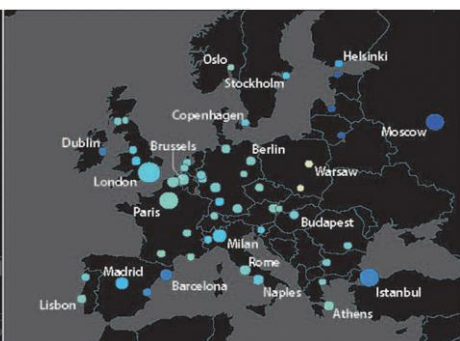 Oslo
Helsinki
Stockholm
Copenhagen
Moscow
Dublin
Brussels
Berlin
Warsaw
London
Paris
Budapest
Milan
Madrid
Rome
Barcelona
Naples
Istanbul
Lisbon
Athens